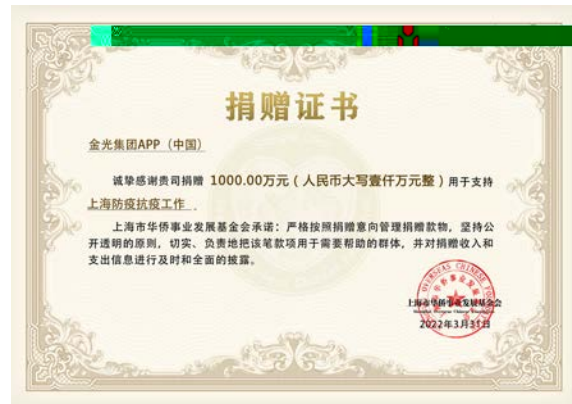 捐赠证书
金光集团APP（中国）
诚挚感谢贵司捐赠 1000.00万元（人民币大写壹仟万元整）用于支持
上海防疫抗疫工作 .
上海市华侨事业发展基金会承诺：严格按照捐赠意向管理捐赠款物，坚持公
开透明的原则，切实、负责地把该笔款项用于需要帮助的群体，并对捐赠收入和
支出信息进行及时和全面的披露。
上海市华侨事业发展基金会
2022年3月31日